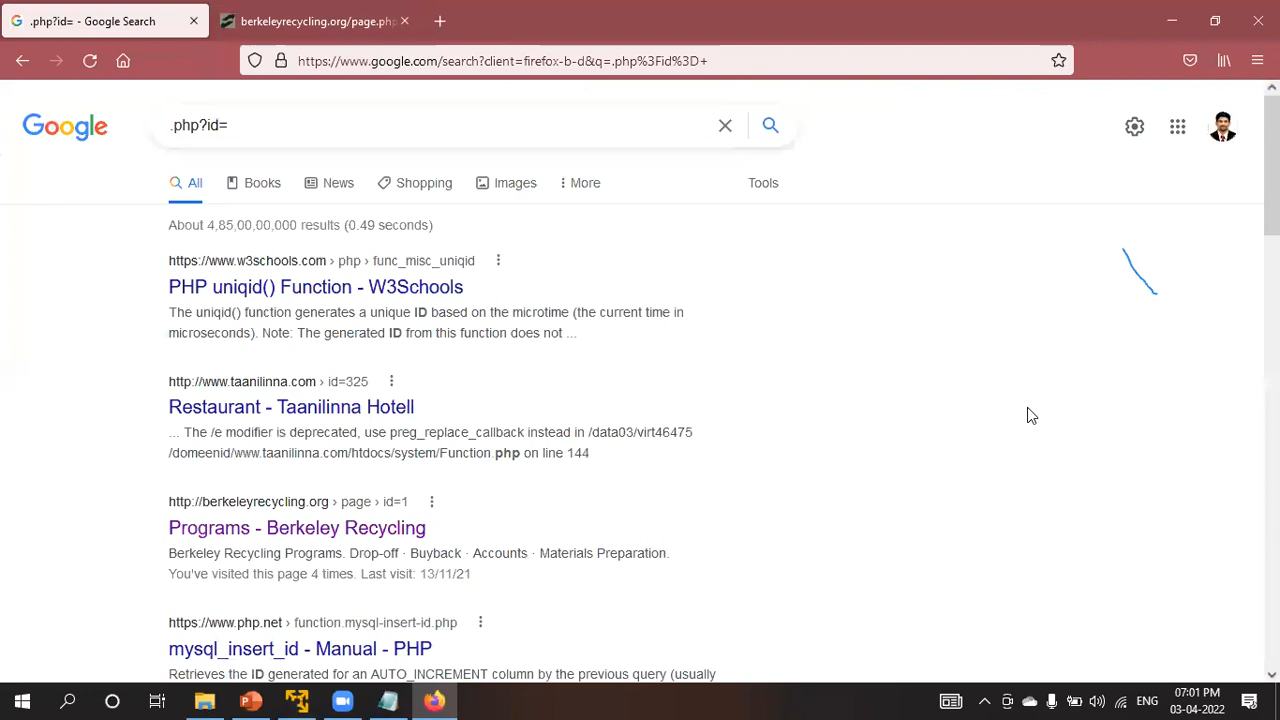 .php?id= - Google Search
berkeleyrecycling.org/page.php
https://www.google.com/search?client=firefox-b-d&q=.php%3Fid%3D+
Google
.php?id=
All
Books
News
Shopping
Images
More
Tools
About 4,85,00,00,000 results (0.49 seconds)
https://www.w3schools.com › php › func_misc_uniqid
PHP uniqid() Function - W3Schools
The uniqid() function generates a unique ID based on the microtime (the current time in
microseconds). Note: The generated ID from this function does not ...
http://www.taanilinna.com › id=325
Restaurant - Taanilinna Hotell
... The /e modifier is deprecated, use preg_replace_callback instead in /data03/virt46475
/domeenid/www.taanilinna.com/htdocs/system/Function.php on line 144
http://berkeleyrecycling.org › page › id=1
Programs - Berkeley Recycling
Berkeley Recycling Programs. Drop-off · Buyback · Accounts · Materials Preparation.
You've visited this page 4 times. Last visit: 13/11/21
https://www.php.net › function.mysql-insert-id.php
mysql_insert_id - Manual - PHP
Retrieves the ID generated for an AUTO_INCREMENT column by the previous query (usually
ENG
07:01 PM
03-04-2022